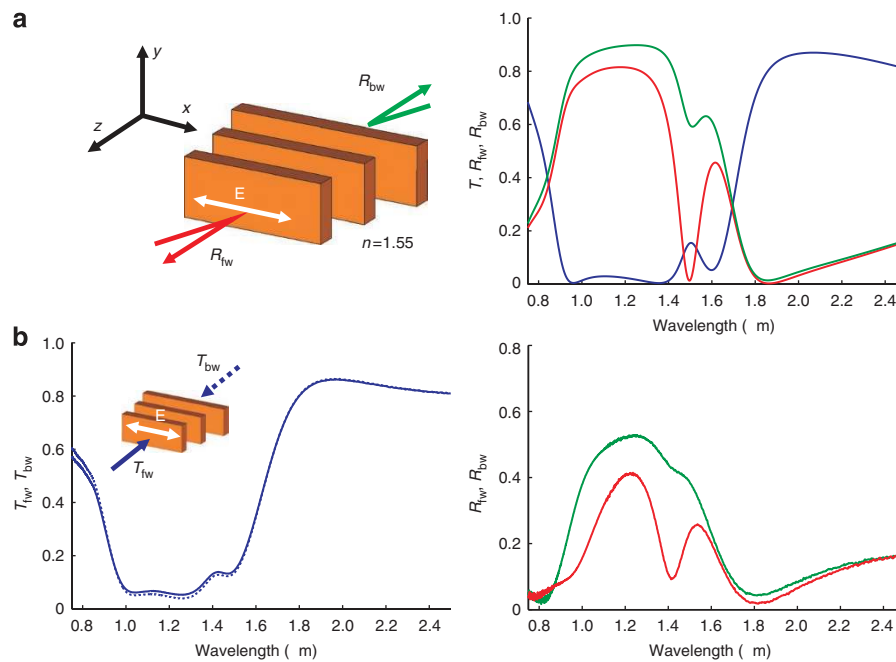 a
y
x
z
R bw
E
R fw
n=1.55
T, R fw, R bw
1.0
0.8
0.6
0.4
0.2
0
0.8 1.0 1.2 1.4 1.6 1.8 2.0 2.2 2.4
Wavelength ( m)
b
T fw, T bw
1.0
0.8
0.6
0.4
0.2
0
T bw
E
T fw
0.8 1.0 1.2 1.4 1.6 1.8 2.0 2.2 2.4
Wavelength ( m)
R fw, R bw
0.8
0.6
0.4
0.2
0
0.8 1.0 1.2 1.4 1.6 1.8 2.0 2.2 2.4
Wavelength ( m)